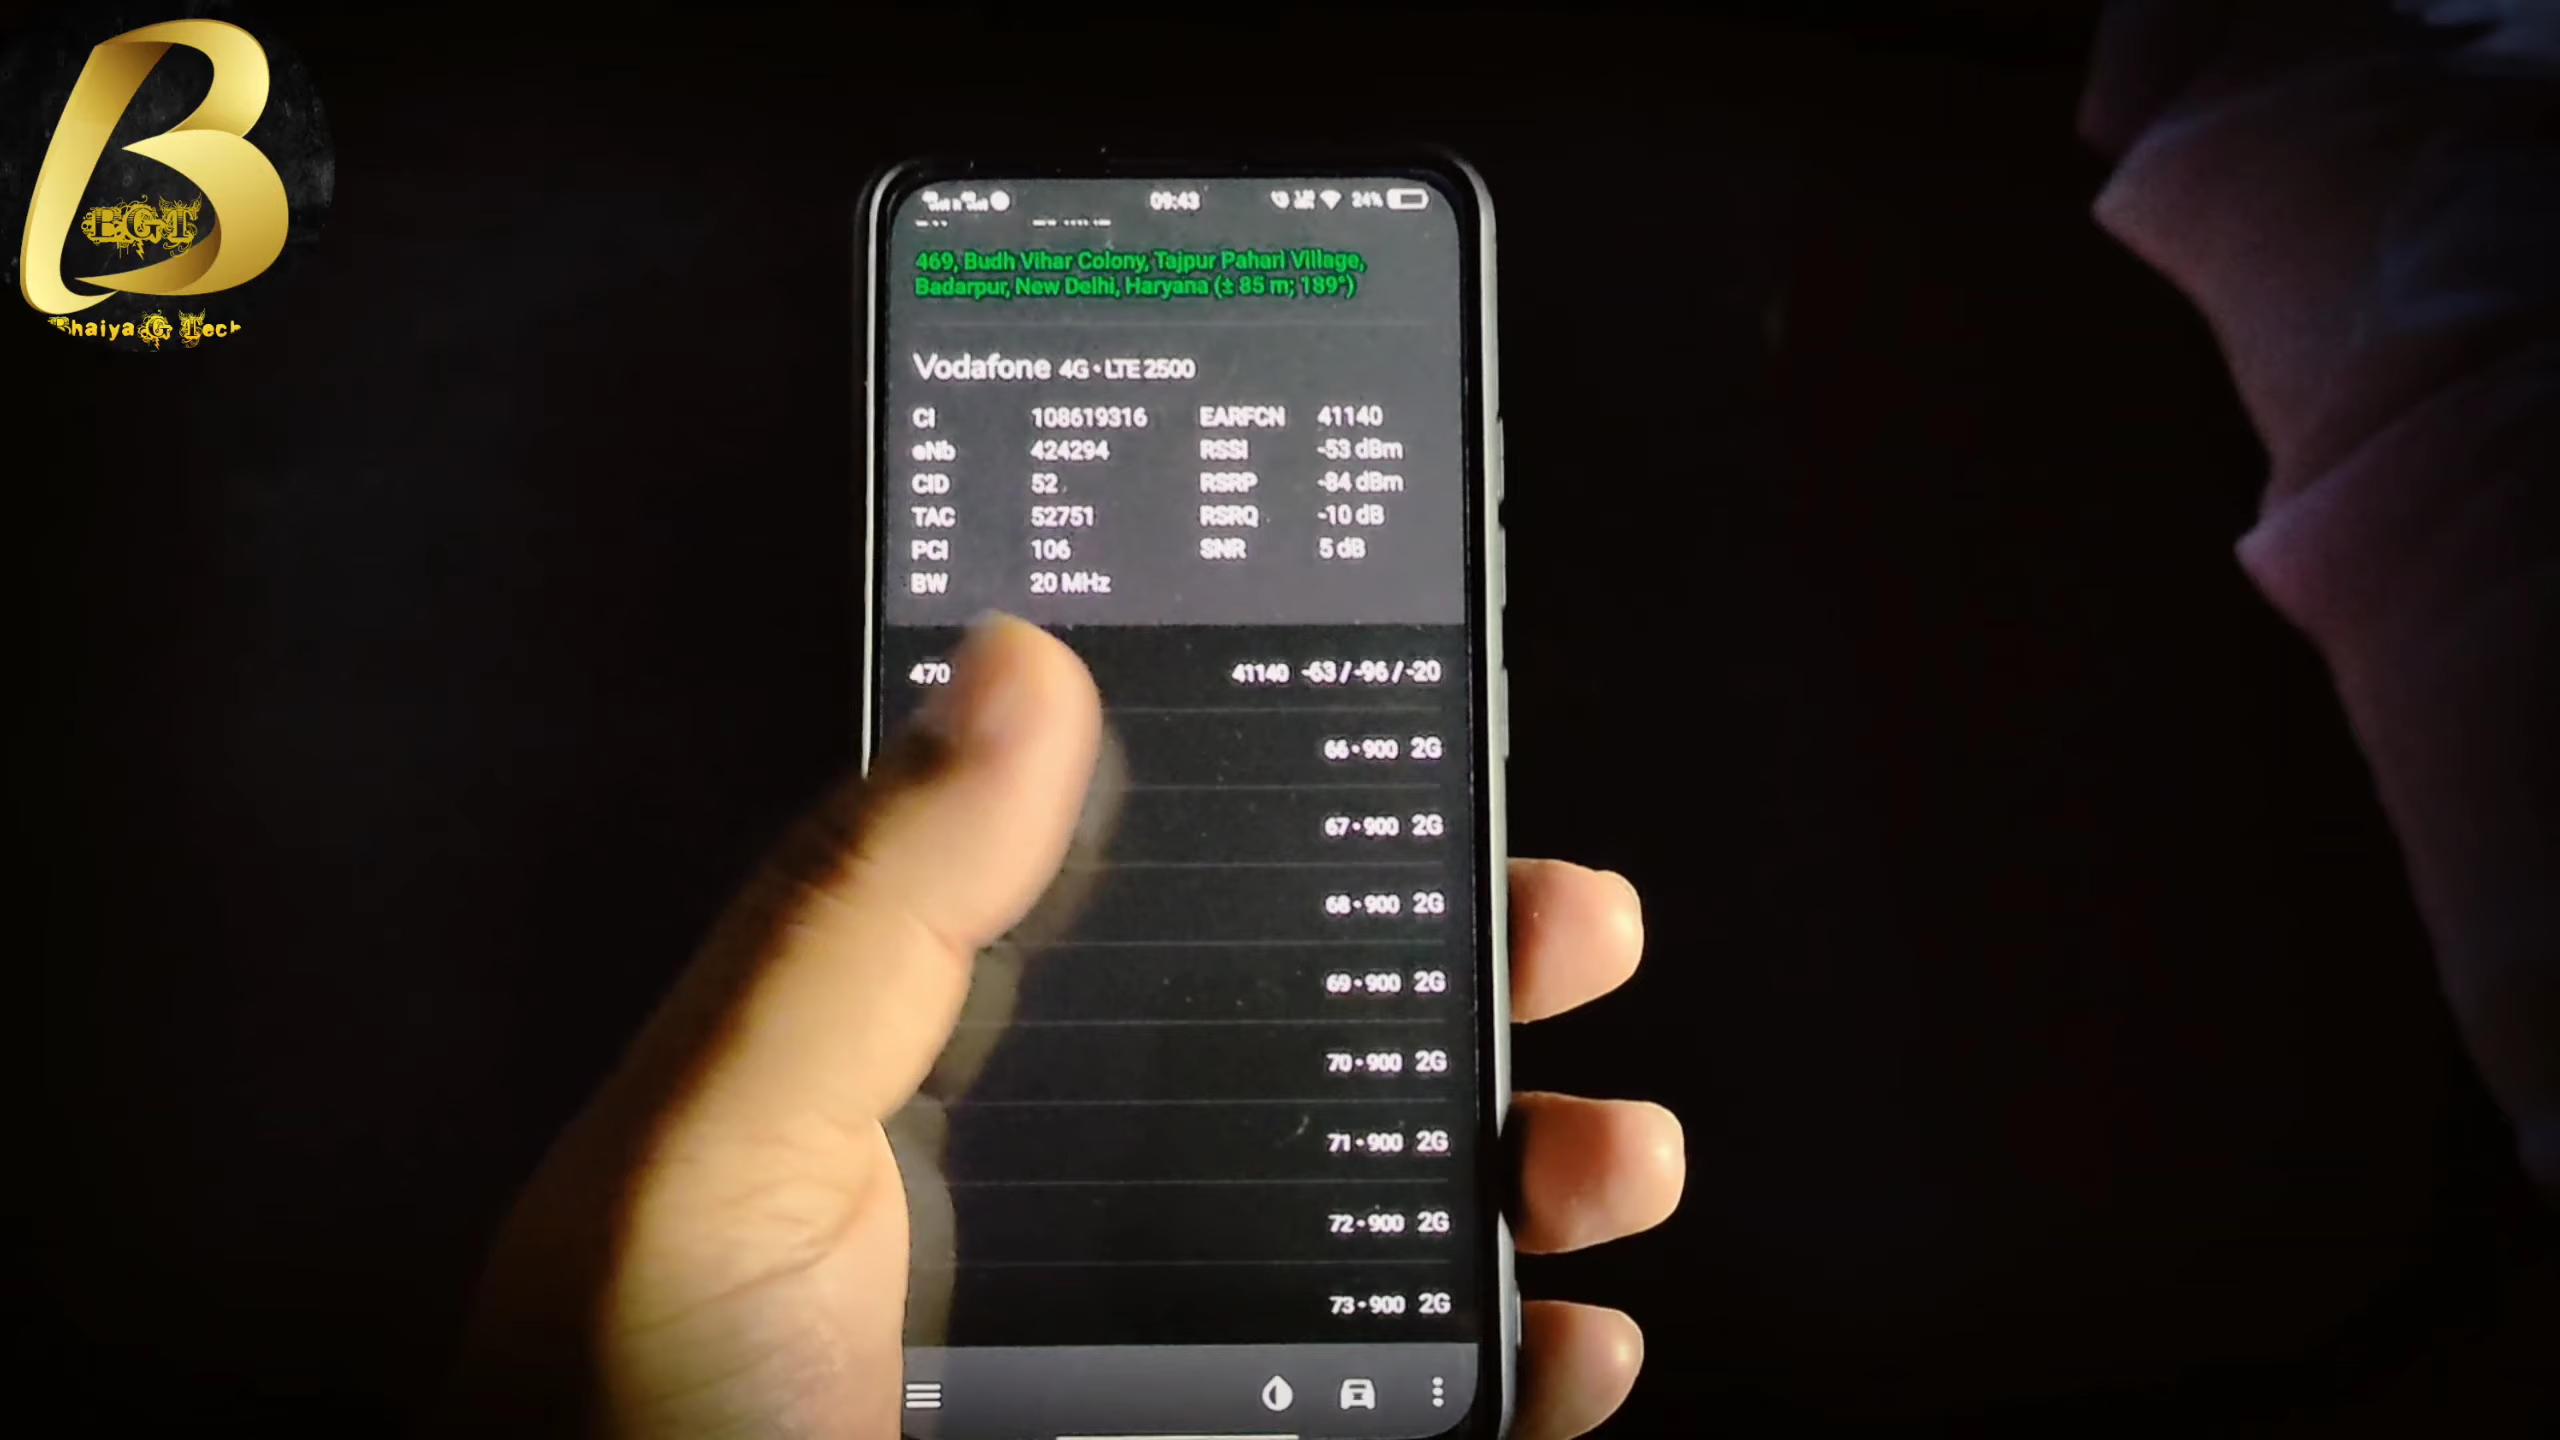 B
EGT
Bhaiya G Tech
09:43
24%
469, Budh Vihar Colony, Tajpur Pahari Village,
Badarpur, New Delhi, Haryana (± 85 m; 189°)
Vodafone 4G • LTE 2500
CI 108619316 EARFCN 41140
eNb 424294 RSSI -53 dBm
CID 52 RSRP -84 dBm
TAC 52751 RSRQ -10 dB
PCI 106 SNR 5 dB
BW 20 MHz
470 41140 -63 / -96 / -20
66 • 900 2G
67 • 900 2G
68 • 900 2G
69 • 900 2G
70 • 900 2G
71 • 900 2G
72 • 900 2G
73 • 900 2G